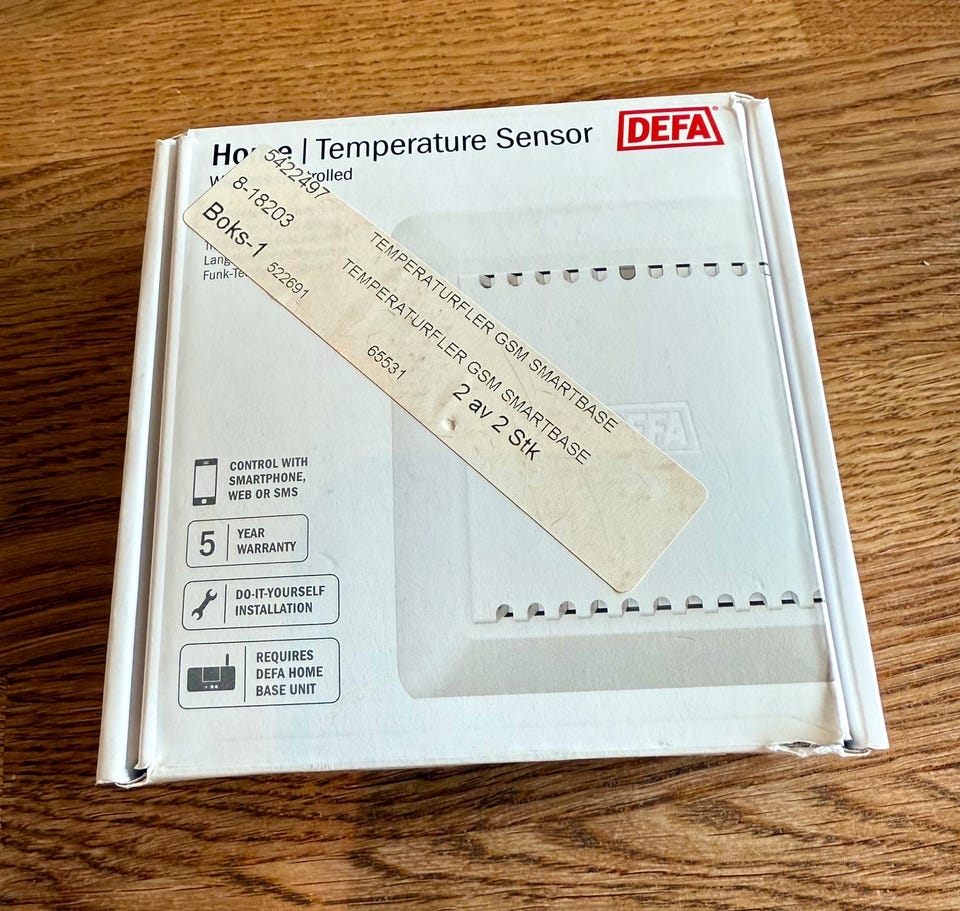 Home | Temperature Sensor
DEFA
5422497
8-18203
Boks-1
522691
TEMPERATURFLER GSM SMARTBASE
TEMPERATURFLER GSM SMARTBASE
65531
2 av 2 Stk
DEFA
CONTROL WITH
SMARTPHONE,
WEB OR SMS
5
YEAR
WARRANTY
DO-IT-YOURSELF
INSTALLATION
REQUIRES
DEFA HOME
BASE UNIT